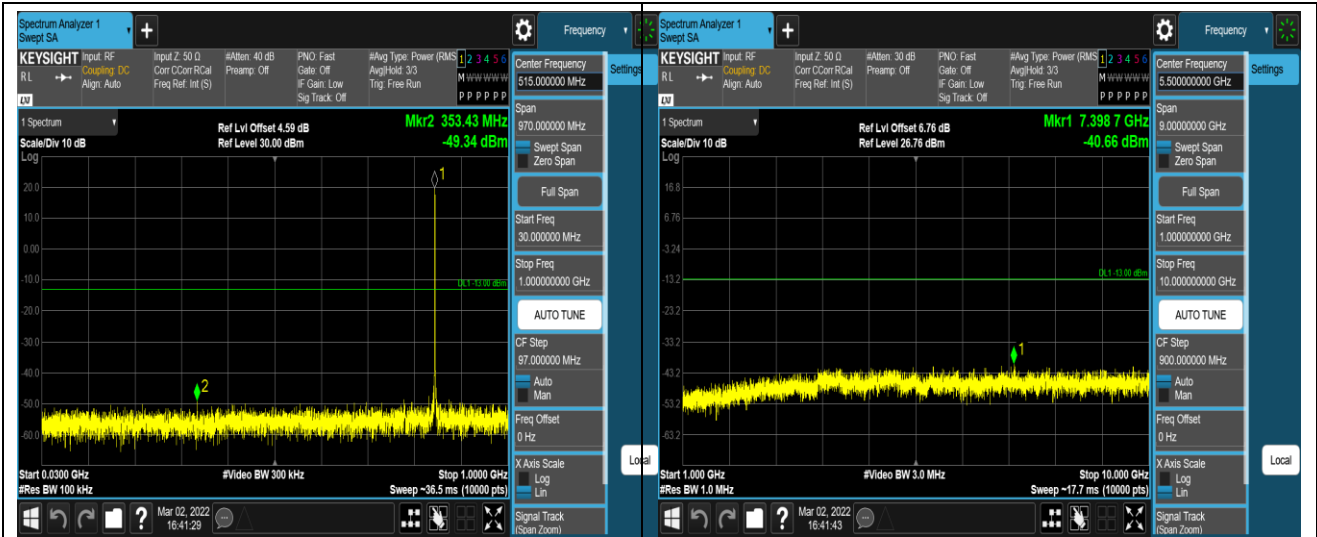 Spectrum Analyzer 1
Swept SA
+
Frequency
KEYSIGHT
RL
LXI
Input: RF
Coupling: DC
Align: Auto
Input Z: 50 Ω
Corr CCorr RCal
Freq Ref: Int (S)
#Atten: 40 dB
Preamp: Off
PNO: Fast
Gate: Off
IF Gain: Low
Sig Track: Off
#Avg Type: Power (RMS
Avg|Hold: 3/3
Trig: Free Run
1 2 3 4 5 6
M W W W W W
P P P P P P
Center Frequency
515.000000 MHz
Settings
1 Spectrum
Scale/Div 10 dB
Log
Ref Lvl Offset 4.59 dB
Ref Level 30.00 dBm
Mkr2 353.43 MHz
-49.34 dBm
Span
970.000000 MHz
Swept Span
Zero Span
Full Span
Start Freq
30.000000 MHz
Stop Freq
1.000000000 GHz
AUTO TUNE
CF Step
97.000000 MHz
Auto
Man
Freq Offset
0 Hz
X Axis Scale
Log
Lin
Signal Track
(Span Zoom)
Local
20.0
10.0
0.00
-10.0
-20.0
-30.0
-40.0
-50.0
-60.0
1
DL1 -13.00 dBm
2
Start 0.0300 GHz
#Res BW 100 kHz
#Video BW 300 kHz
Stop 1.0000 GHz
Sweep ~36.5 ms (10000 pts)
?
Mar 02, 2022
16:41:29
Spectrum Analyzer 1
Swept SA
+
Frequency
KEYSIGHT
RL
LXI
Input: RF
Coupling: DC
Align: Auto
Input Z: 50 Ω
Corr CCorr RCal
Freq Ref: Int (S)
#Atten: 30 dB
Preamp: Off
PNO: Fast
Gate: Off
IF Gain: Low
Sig Track: Off
#Avg Type: Power (RMS
Avg|Hold: 3/3
Trig: Free Run
1 2 3 4 5 6
M W W W W W
P P P P P P
Center Frequency
5.500000000 GHz
Settings
1 Spectrum
Scale/Div 10 dB
Log
Ref Lvl Offset 6.76 dB
Ref Level 26.76 dBm
Mkr1 7.398 7 GHz
-40.66 dBm
Span
9.00000000 GHz
Swept Span
Zero Span
Full Span
Start Freq
1.000000000 GHz
Stop Freq
10.000000000 GHz
AUTO TUNE
CF Step
900.000000 MHz
Auto
Man
Freq Offset
0 Hz
X Axis Scale
Log
Lin
Signal Track
(Span Zoom)
Local
16.8
6.76
-3.24
-13.2
-23.2
-33.2
-43.2
-53.2
-63.2
DL1 -13.00 dBm
1
Start 1.000 GHz
#Res BW 1.0 MHz
#Video BW 3.0 MHz
Stop 10.000 GHz
Sweep ~17.7 ms (10000 pts)
?
Mar 02, 2022
16:41:43